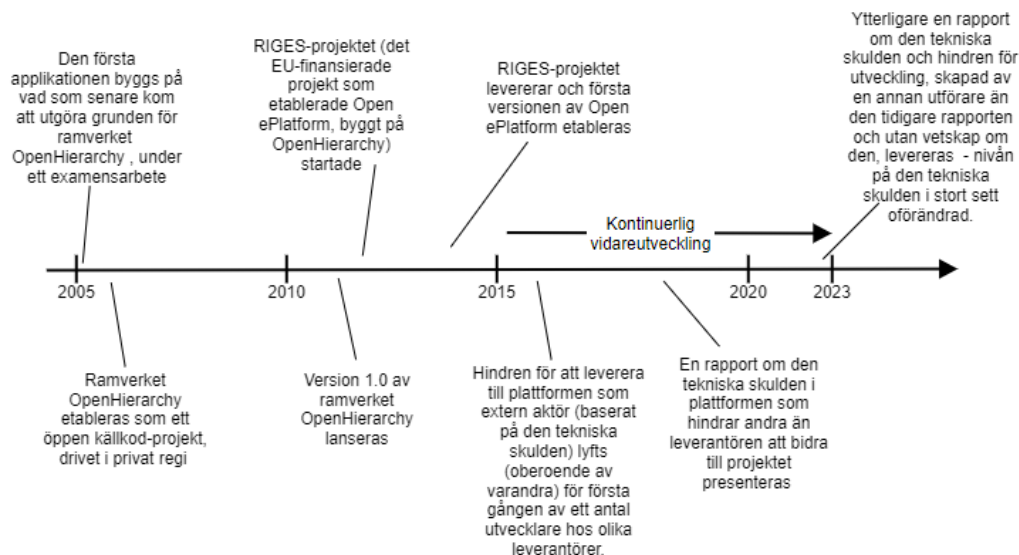 Den första
applikationen byggs på
vad som senare kom
att utgöra grunden för
ramverket
OpenHierarchy , under
ett examensarbete
RIGES-projektet (det
EU-finansierade
projekt som
etablerade Open
ePlatform, byggt på
OpenHierarchy)
startade
RIGES-projektet
levererar och första
versionen av Open
ePlatform etableras
Ytterligare en rapport
om den tekniska
skulden och hindren för
utveckling, skapad av
en annan utförare än
den tidigare rapporten
och utan vetskap om
den, levereras - nivån
på den tekniska
skulden i stort sett
oförändrad.
Kontinuerlig
vidareutveckling
2005
2010
2015
2020
2023
Ramverket
OpenHierarchy
etableras som ett
öppen källkod-projekt,
drivet i privat regi
Version 1.0 av
ramverket
OpenHierarchy
lanseras
Hindren för att leverera
till plattformen som
extern aktör (baserat
på den tekniska
skulden) lyfts
(oberoende av
varandra) för första
gången av ett antal
utvecklare hos olika
leverantörer.
En rapport om den
tekniska skulden i
plattformen som
hindrar andra än
leverantören att bidra
till projektet
presenteras